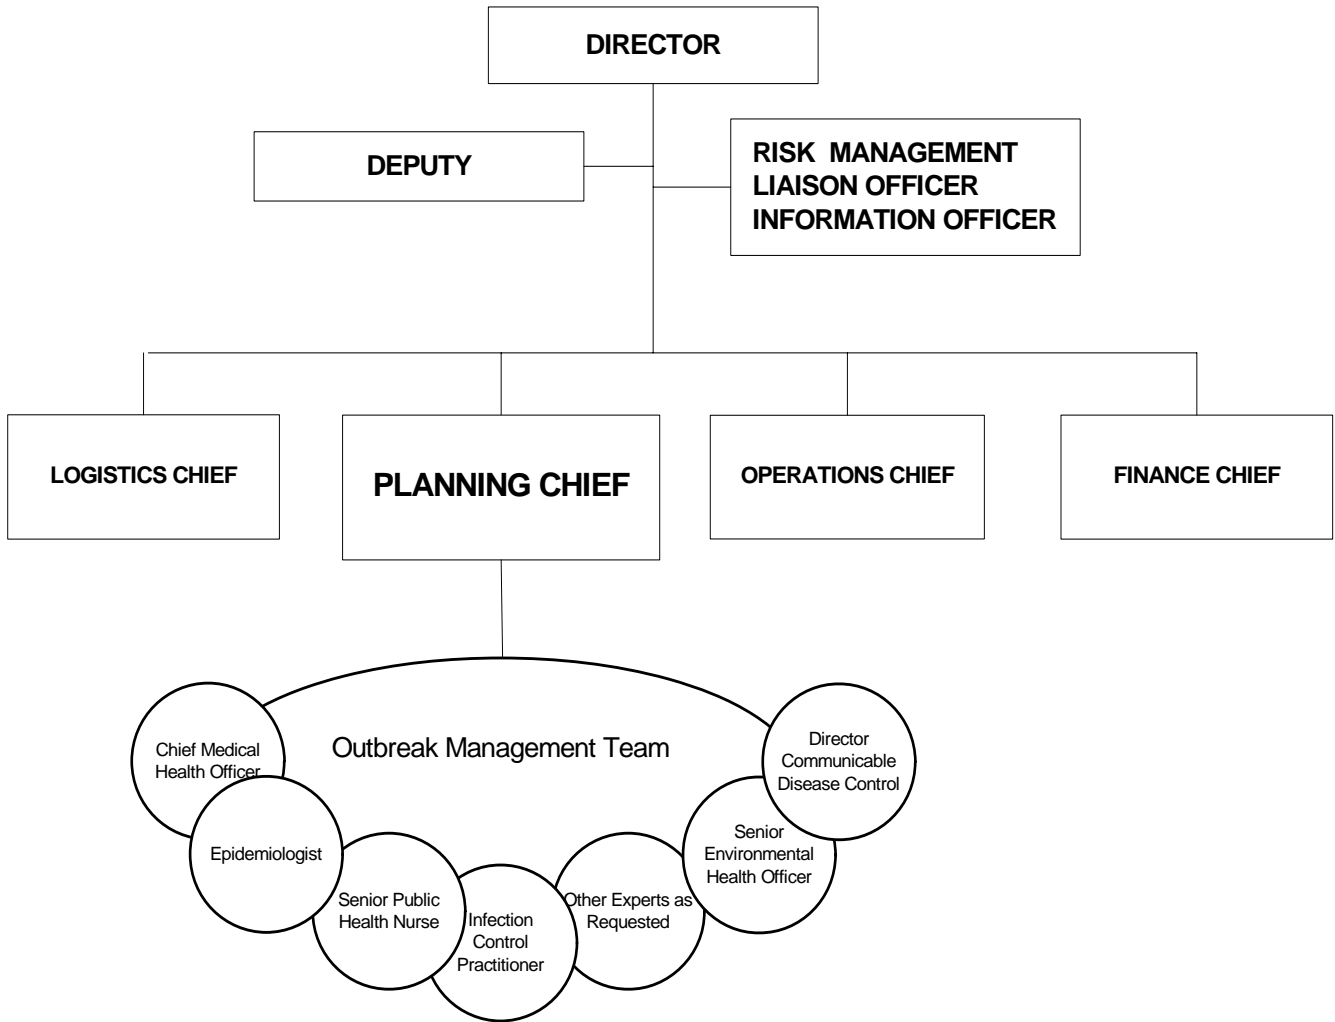 DIRECTOR
DEPUTY
RISK MANAGEMENT
LIAISON OFFICER
INFORMATION OFFICER
LOGISTICS CHIEF
PLANNING CHIEF
OPERATIONS CHIEF
FINANCE CHIEF
Outbreak Management Team
Chief Medical
Health Officer
Epidemiologist
Senior Public
Health Nurse
Infection
Control
Practitioner
Other Experts as
Requested
Senior
Environmental
Health Officer
Director
Communicable
Disease Control